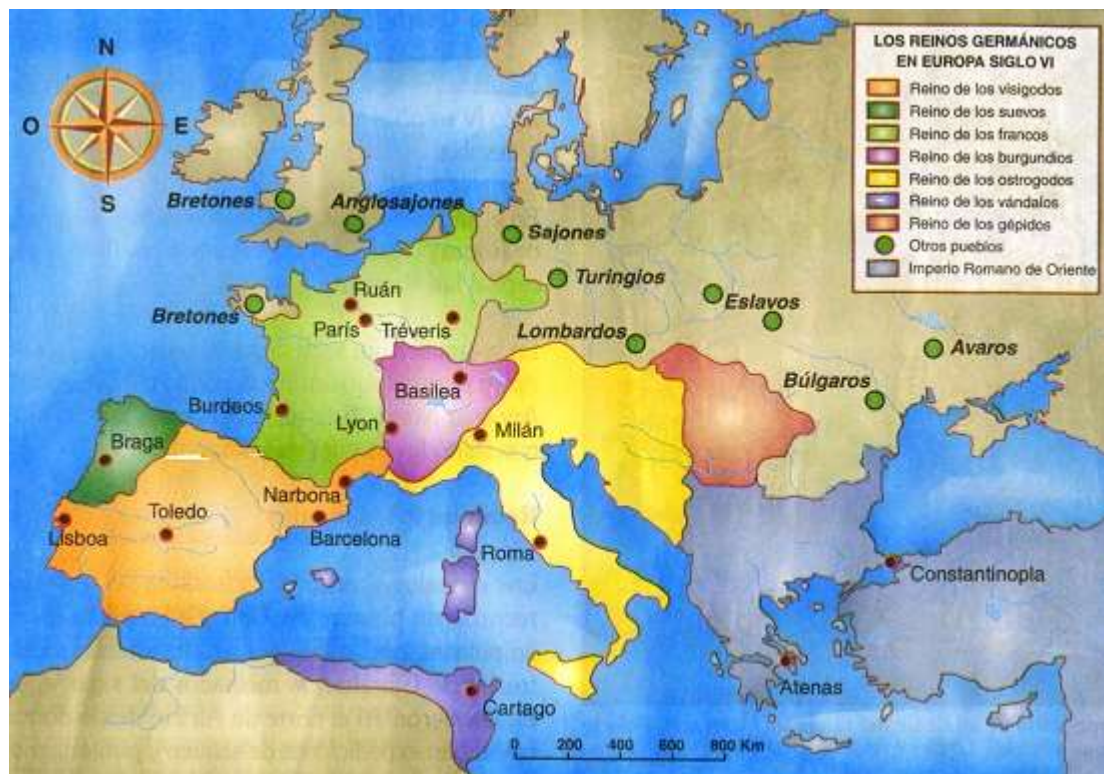 N
O
E
S
LOS REINOS GERMÁNICOS
EN EUROPA SIGLO VI
Reino de los visigodos
Reino de los suevos
Reino de los francos
Reino de los burgundios
Reino de los ostrogodos
Reino de los vándalos
Reino de los gépidos
Otros pueblos
Imperio Romano de Oriente
Bretones
Anglosajones
Sajones
Turingios
Eslavos
Bretones
Ruán
París
Tréveris
Lombardos
Avaros
Basilea
Búlgaros
Burdeos
Lyon
Milán
Braga
Narbona
Toledo
Lisboa
Barcelona
Roma
Constantinopla
Atenas
Cartago
0 200 400 600 800 Km